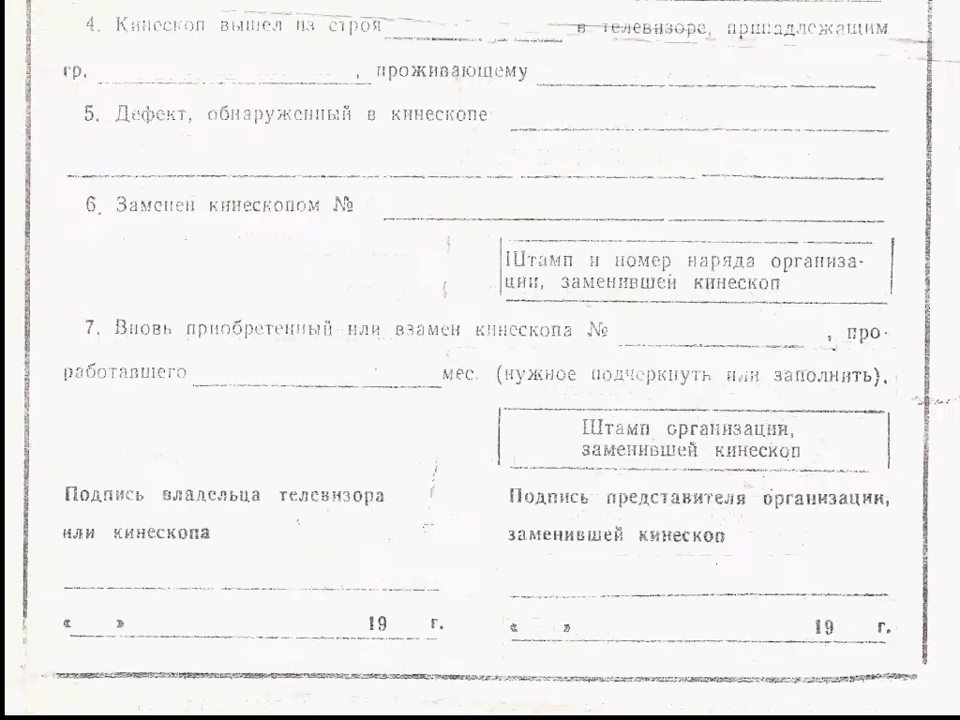 4. Кинескоп вышел из строя в телевизоре, принадлежащим
гр. , проживающему
5. Дефект, обнаруженный в кинескопе
6. Заменен кинескопом №
Штамп и номер наряда организа-
ции, заменившей кинескоп
7. Вновь приобретенный или взамен кинескопа № , про-
работавшего мес. (нужное подчеркнуть или заполнить).
Штамп организации,
заменившей кинескоп
Подпись владельца телевизора
или кинескопа
Подпись представителя организации,
заменившей кинескоп
« » 19 г.
« » 19 г.